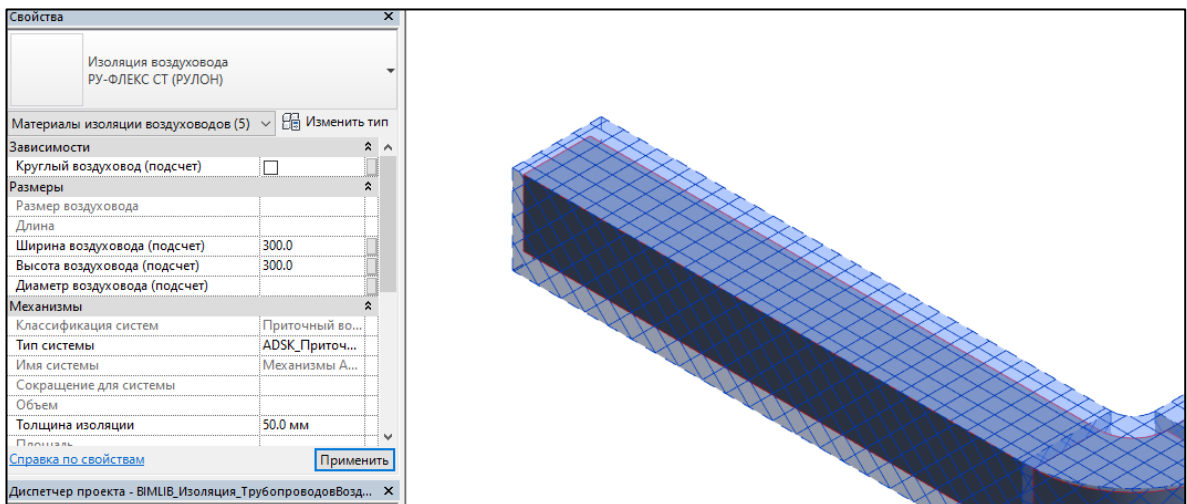 Свойства
Изоляция воздуховода
РУ-ФЛЕКС СТ (РУЛОН)
Материалы изоляции воздуховодов (5) Изменить тип
Зависимости
Круглый воздуховод (подсчет)
Размеры
Размер воздуховода
Длина
Ширина воздуховода (подсчет) 300.0
Высота воздуховода (подсчет) 300.0
Диаметр воздуховода (подсчет)
Механизмы
Классификация систем Приточный во...
Тип системы ADSK_Приточ...
Имя системы Механизмы А...
Сокращение для системы
Объем
Толщина изоляции 50.0 мм
Площадь
Справка по свойствам Применить
Диспетчер проекта - BIMLIB_Изоляция_ТрубопроводовВозд...